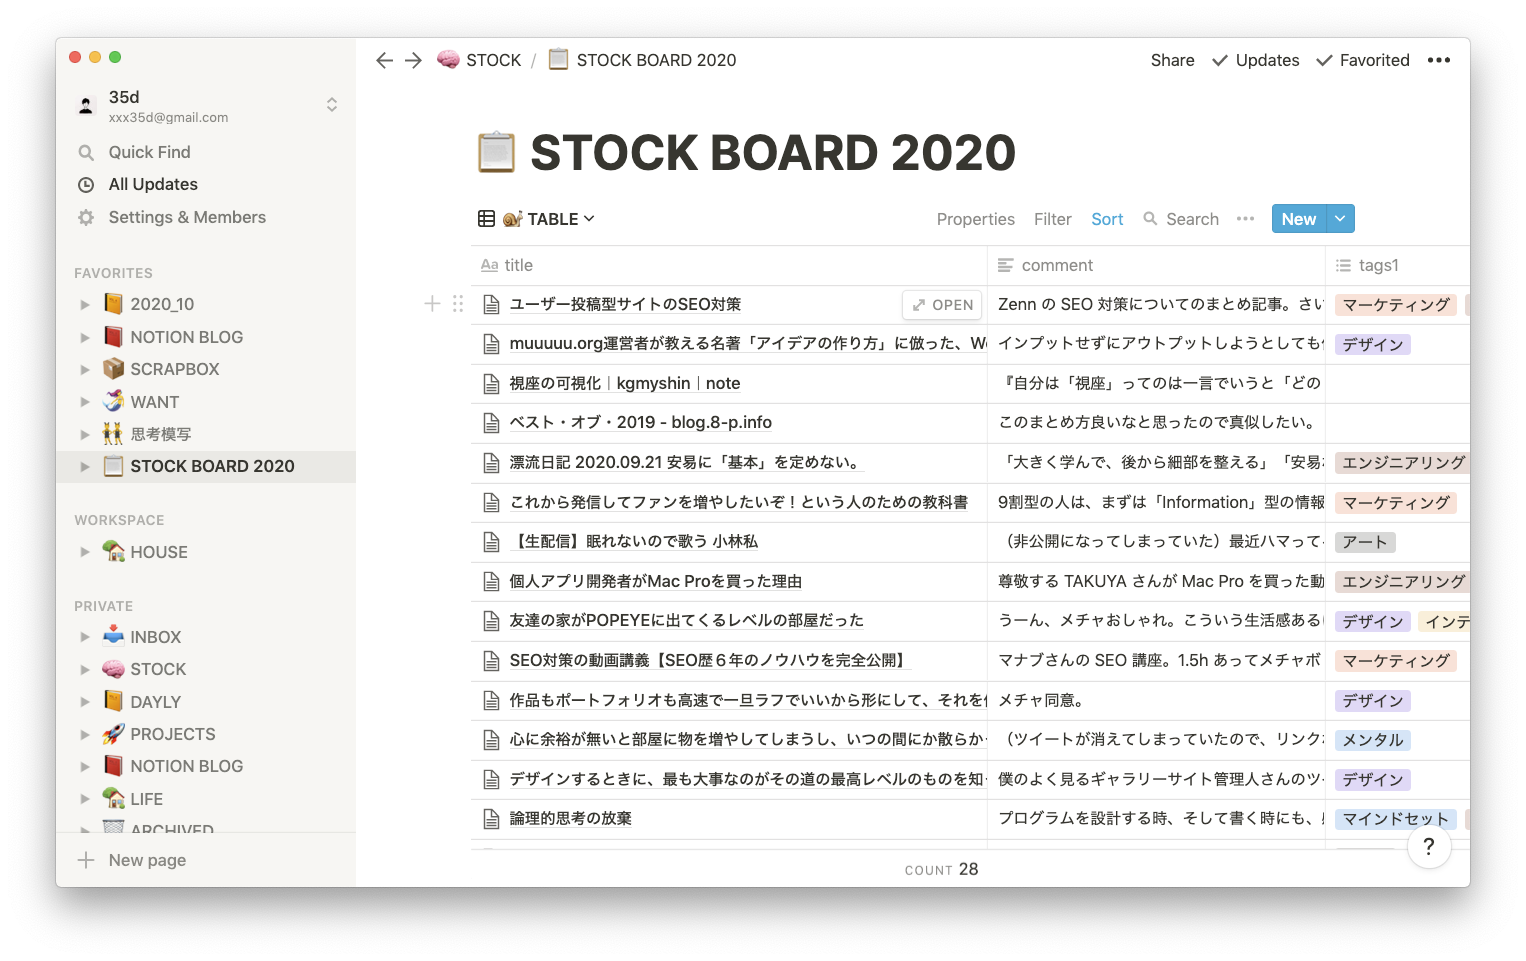 STOCK / STOCK BOARD 2020
Share Updates Favorited
35d
xxx35d@gmail.com
Quick Find
All Updates
Settings & Members
FAVORITES
2020_10
NOTION BLOG
SCRAPBOX
WANT
思考模写
STOCK BOARD 2020
WORKSPACE
HOUSE
PRIVATE
INBOX
STOCK
DAYLY
PROJECTS
NOTION BLOG
LIFE
ARCHIVED
New page
STOCK BOARD 2020
TABLE Properties Filter Sort Search New
Aa title comment tags1
ユーザー投稿型サイトのSEO対策 OPEN Zenn の SEO 対策についてのまとめ記事。さい マーケティング
muuuuu.org運営者が教える名著「アイデアの作り方」に倣った、We インプットせずにアウトプットしようとしても デザイン
視座の可視化｜kgmyshin｜note 『自分は「視座」ってのは一言でいうと「どの
ベスト・オブ・2019 - blog.8-p.info このまとめ方良いなと思ったので真似したい。
漂流日記 2020.09.21 安易に「基本」を定めない。 「大きく学んで、後から細部を整える」「安易 エンジニアリング
これから発信してファンを増やしたいぞ！という人のための教科書 9割型の人は、まずは「Information」型の情報 マーケティング
【生配信】眠れないので歌う 小林私 （非公開になってしまっていた）最近ハマって アート
個人アプリ開発者がMac Proを買った理由 尊敬する TAKUYA さんが Mac Pro を買った動 エンジニアリング
友達の家がPOPEYEに出てくるレベルの部屋だった うーん、メチャおしゃれ。こういう生活感ある デザイン インテ
SEO対策の動画講義【SEO歴６年のノウハウを完全公開】 マナブさんの SEO 講座。1.5h あってメチャボ マーケティング
作品もポートフォリオも高速で一旦ラフでいいから形にして、それを メチャ同意。 デザイン
心に余裕が無いと部屋に物を増やしてしまうし、いつの間にか散らか （ツイートが消えてしまっていたので、リンク メンタル
デザインするときに、最も大事なのがその道の最高レベルのものを知 僕のよく見るギャラリーサイト管理人さんのツ デザイン
論理的思考の放棄 プログラムを設計する時、そして書く時にも、 マインドセット
COUNT 28
?